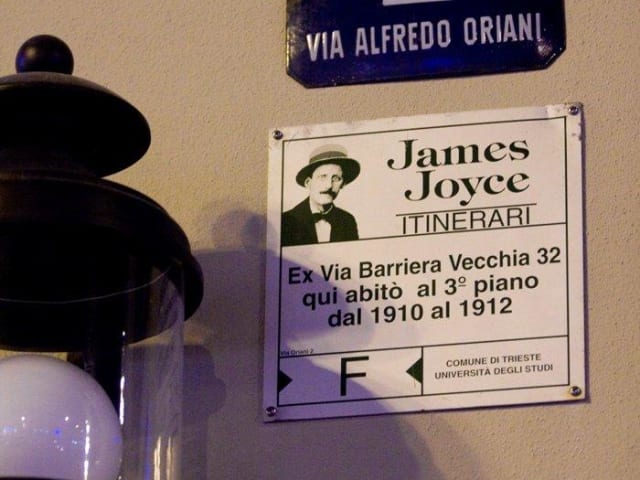 VIA ALFREDO ORIANI
James
Joyce
ITINERARI
Ex Via Barriera Vecchia 32
qui abitò al 3º piano
dal 1910 al 1912
Via Oriani 2
F
COMUNE DI TRIESTE
UNIVERSITÀ DEGLI STUDI